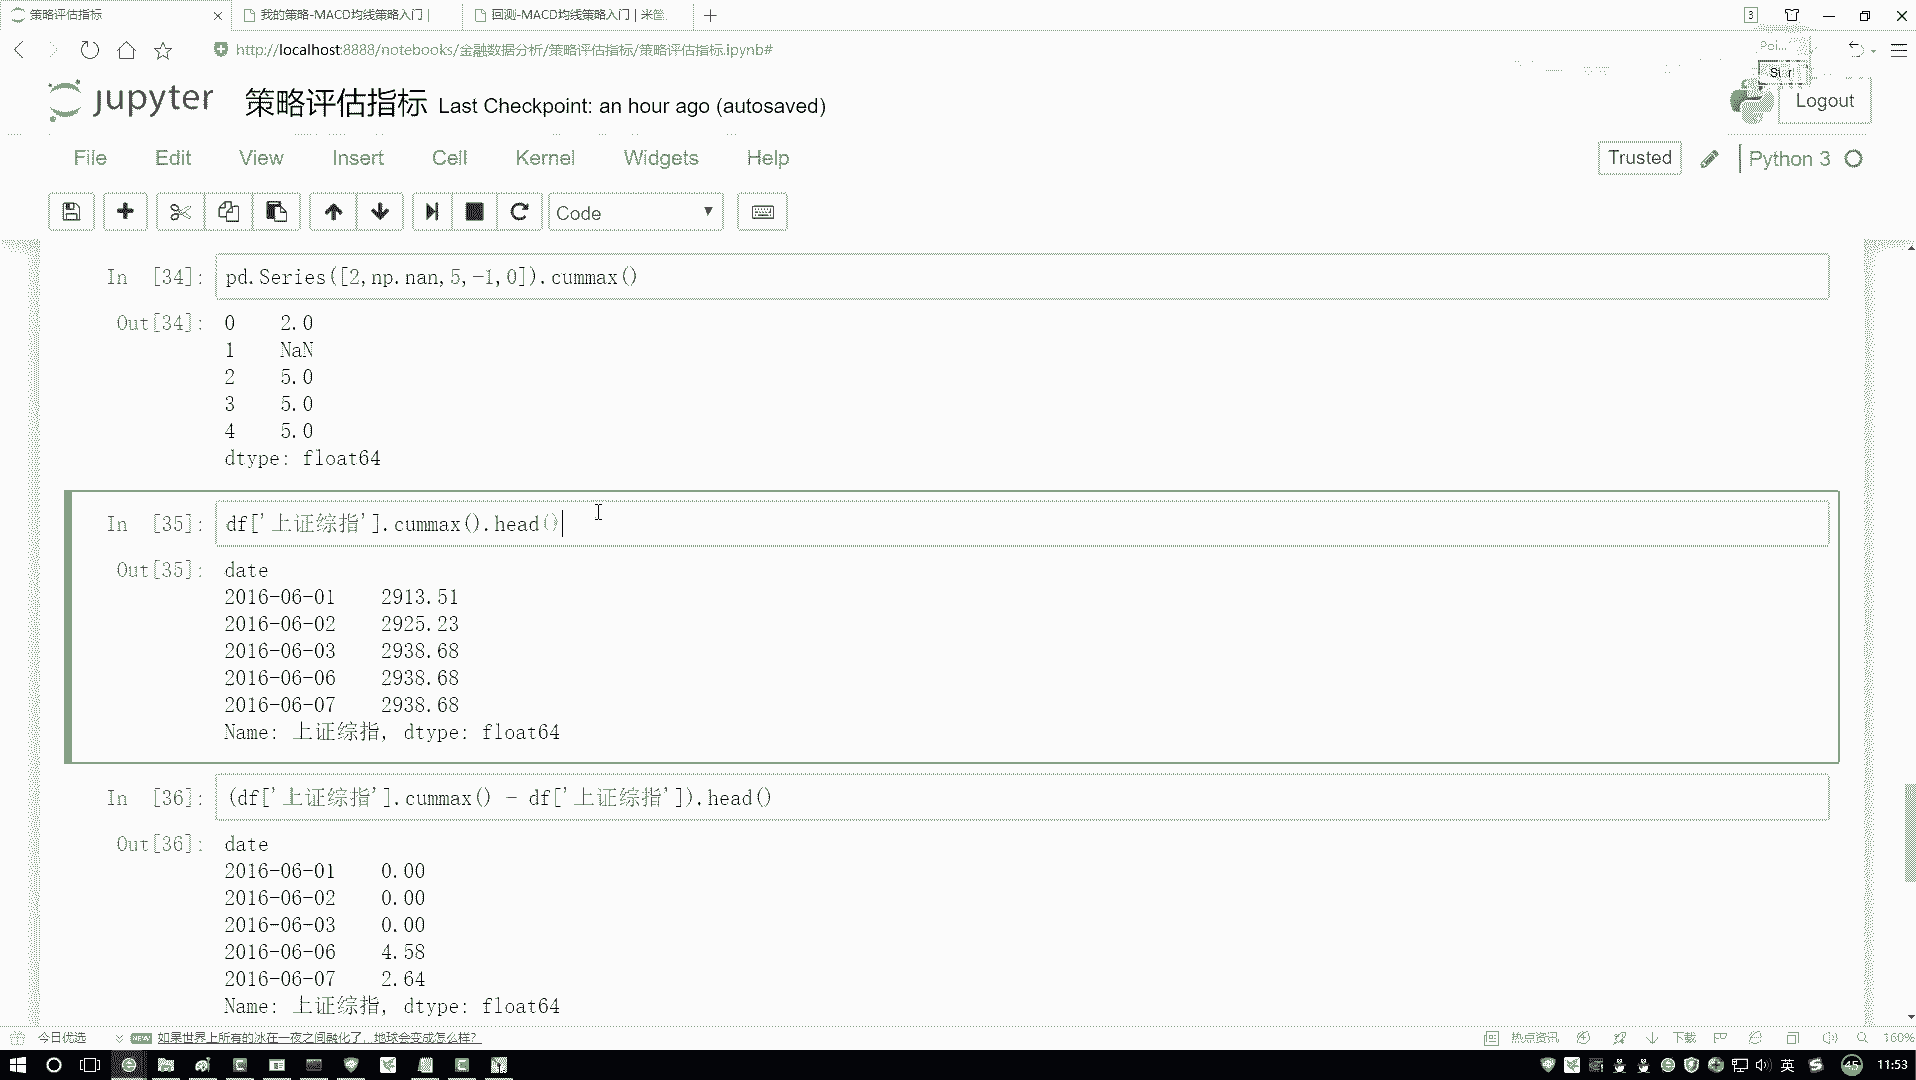 策略评估指标
我的策略-MACD均线策略入门 |
回测-MACD均线策略入门 | 米筐
3
http://localhost:8888/notebooks/金融数据分析/策略评估指标/策略评估指标.ipynb#
Poi...
Star
jupyter 策略评估指标 Last Checkpoint: an hour ago (autosaved)
Logout
File Edit View Insert Cell Kernel Widgets Help
Trusted Python 3
Code
In [34]: pd.Series([2,np.nan,5,-1,0]).cummax()
Out[34]: 0 2.0
1 NaN
2 5.0
3 5.0
4 5.0
dtype: float64
In [35]: df['上证综指'].cummax().head()
Out[35]: date
2016-06-01 2913.51
2016-06-02 2925.23
2016-06-03 2938.68
2016-06-06 2938.68
2016-06-07 2938.68
Name: 上证综指, dtype: float64
In [36]: (df['上证综指'].cummax() - df['上证综指']).head()
Out[36]: date
2016-06-01 0.00
2016-06-02 0.00
2016-06-03 0.00
2016-06-06 4.58
2016-06-07 2.64
Name: 上证综指, dtype: float64
今日优选 NEW 如果世界上所有的冰在一夜之间融化了，地球会变成怎么样?
热点资讯 下载 160%
英 45 11:53